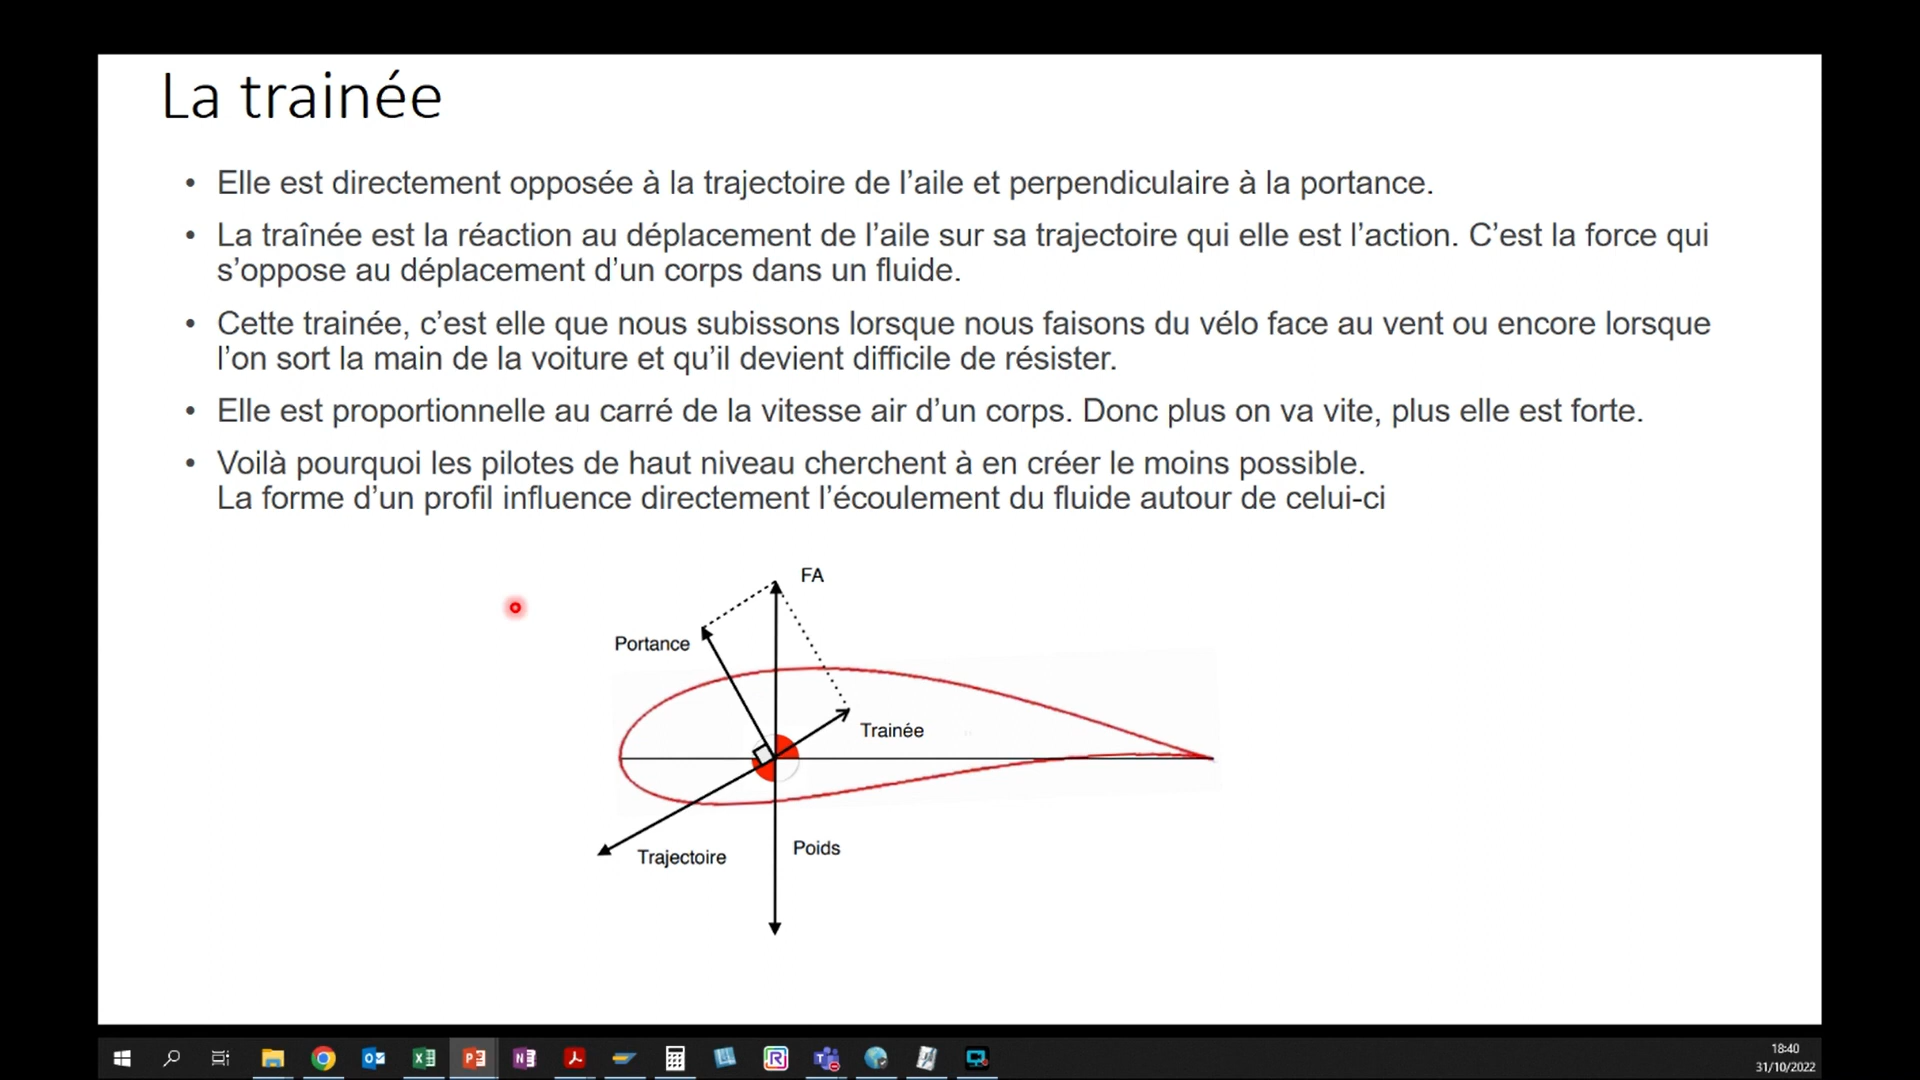 La trainée
• Elle est directement opposée à la trajectoire de l’aile et perpendiculaire à la portance.
• La traînée est la réaction au déplacement de l’aile sur sa trajectoire qui elle est l’action. C’est la force qui
s’oppose au déplacement d’un corps dans un fluide.
• Cette trainée, c’est elle que nous subissons lorsque nous faisons du vélo face au vent ou encore lorsque
l’on sort la main de la voiture et qu’il devient difficile de résister.
• Elle est proportionnelle au carré de la vitesse air d’un corps. Donc plus on va vite, plus elle est forte.
• Voilà pourquoi les pilotes de haut niveau cherchent à en créer le moins possible.
La forme d’un profil influence directement l’écoulement du fluide autour de celui-ci
FA
Portance
Trainée
Poids
Trajectoire
18:40
31/10/2022